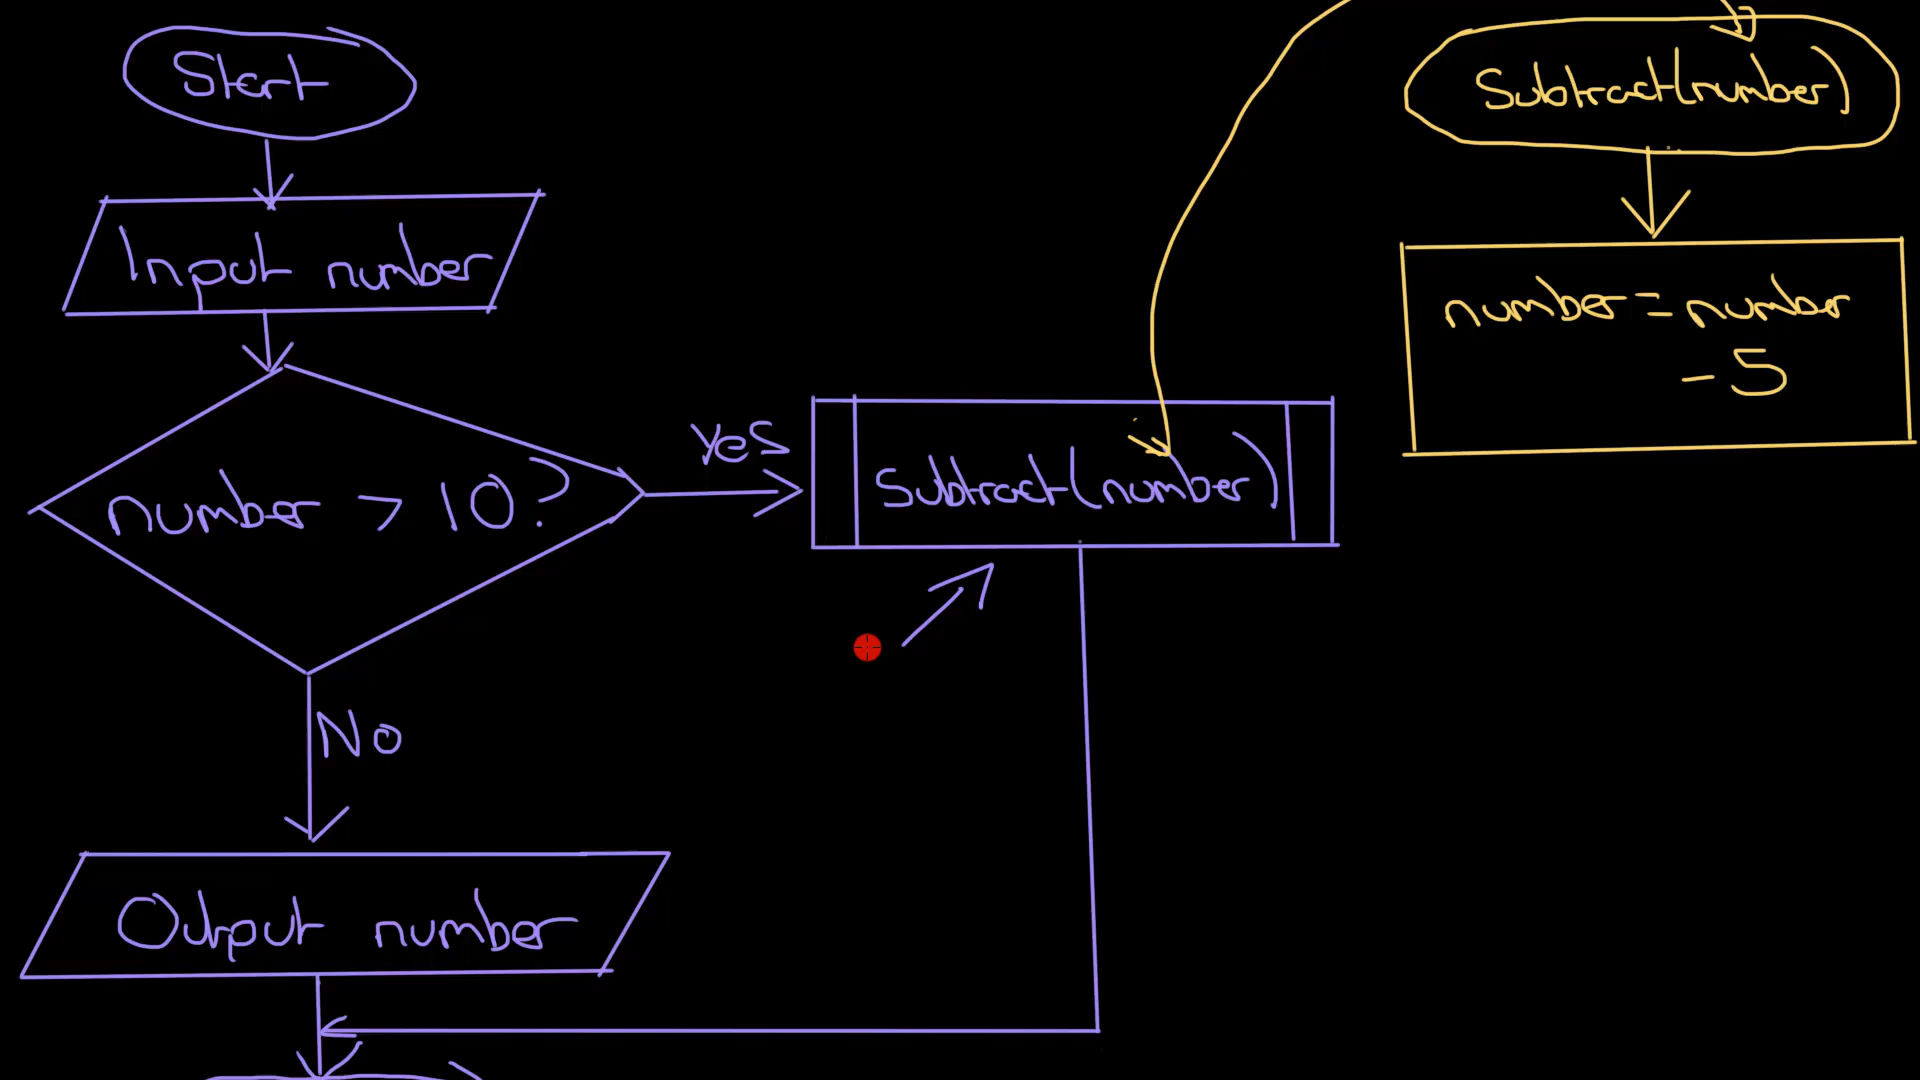 Start
Subtract(number)
Input number
number = number
- 5
number > 10?
Yes
Subtract(number)
No
Output number